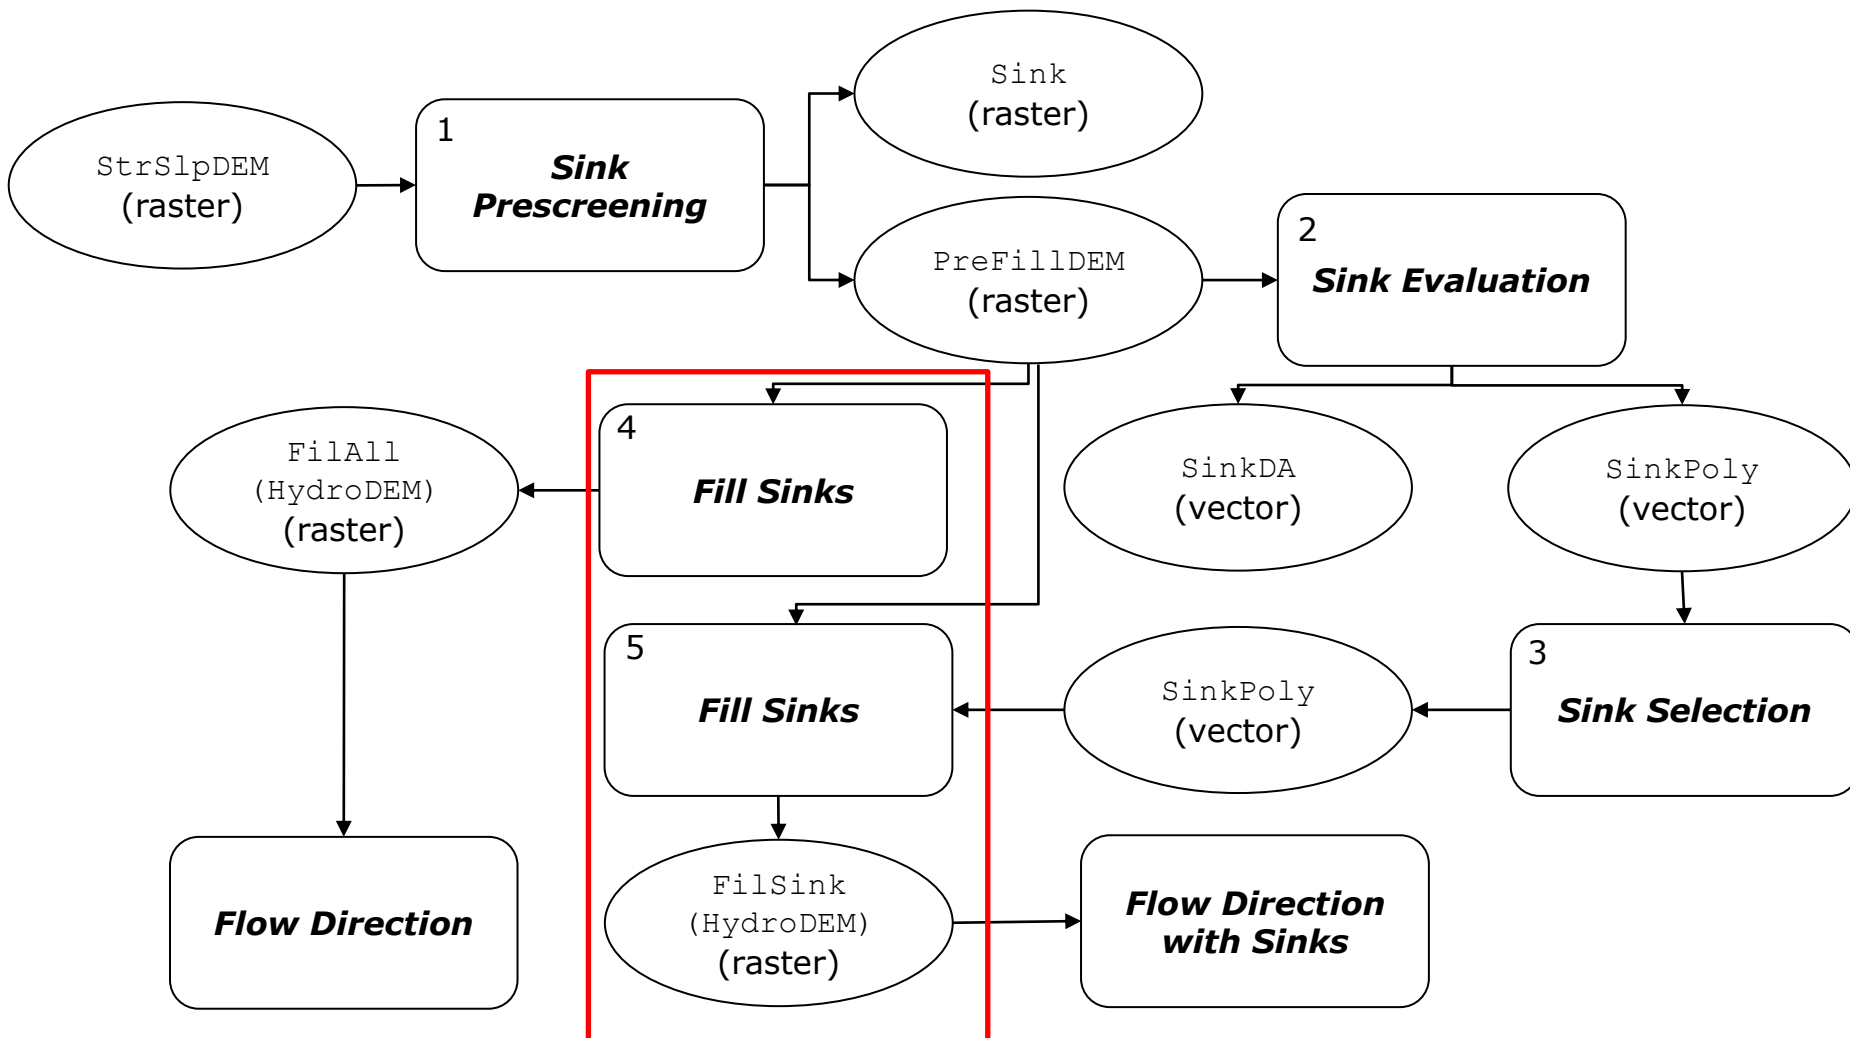 Sink
(raster)
StrSlpDEM
(raster)
1
Sink
Prescreening
PreFillDEM
(raster)
2
Sink Evaluation
FilAll
(HydroDEM)
(raster)
4
Fill Sinks
SinkDA
(vector)
SinkPoly
(vector)
5
Fill Sinks
SinkPoly
(vector)
3
Sink Selection
Flow Direction
FilSink
(HydroDEM)
(raster)
Flow Direction
with Sinks